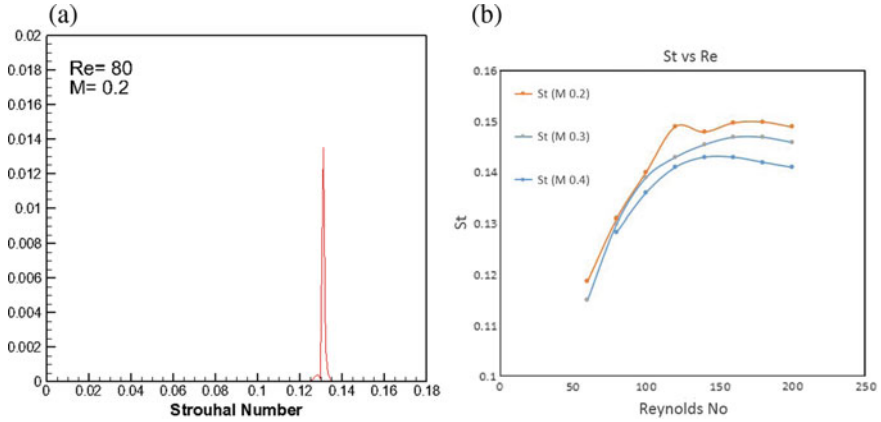 (a)
0.02
0.018
0.016
0.014
0.012
0.01
0.008
0.006
0.004
0.002
0
Re= 80
M= 0.2
0 0.02 0.04 0.06 0.08 0.1 0.12 0.14 0.16 0.18
Strouhal Number
(b)
St vs Re
0.16
0.15
0.14
0.13
0.12
0.11
0.1
St
St (M 0.2)
St (M 0.3)
St (M 0.4)
0 50 100 150 200 250
Reynolds No